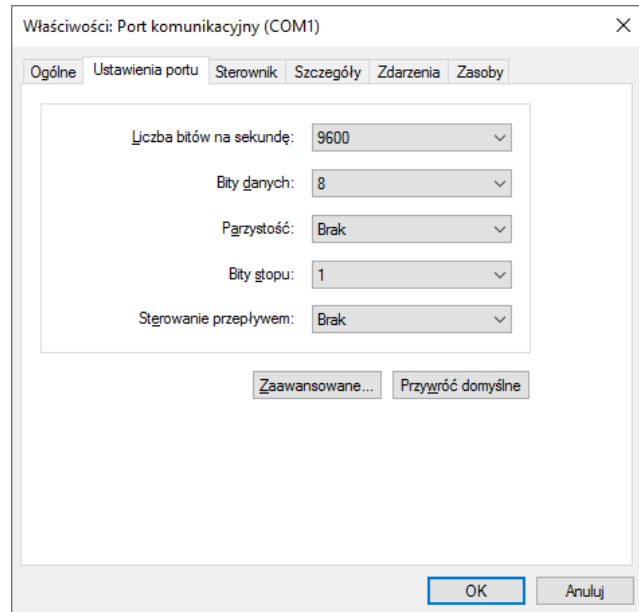 Właściwości: Port komunikacyjny (COM1)
Ogólne Ustawienia portu Sterownik Szczegóły Zdarzenia Zasoby
Liczba bitów na sekundę: 9600
Bity danych: 8
Parzystość: Brak
Bity stopu: 1
Sterowanie przepływem: Brak
Zaawansowane... Przywróć domyślne
OK Anuluj